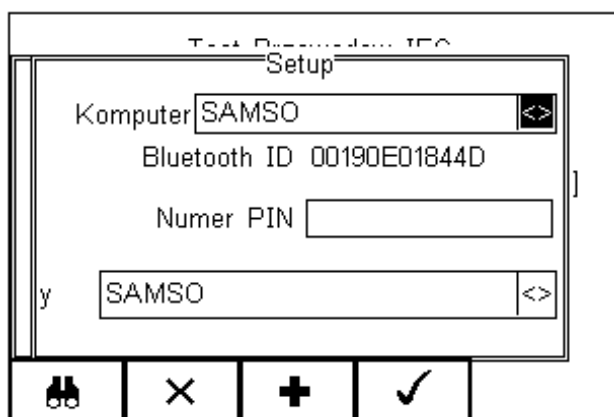 Setup
Komputer SAMSO <>
Bluetooth ID 00190E01844D
]
Numer PIN
y SAMSO <>